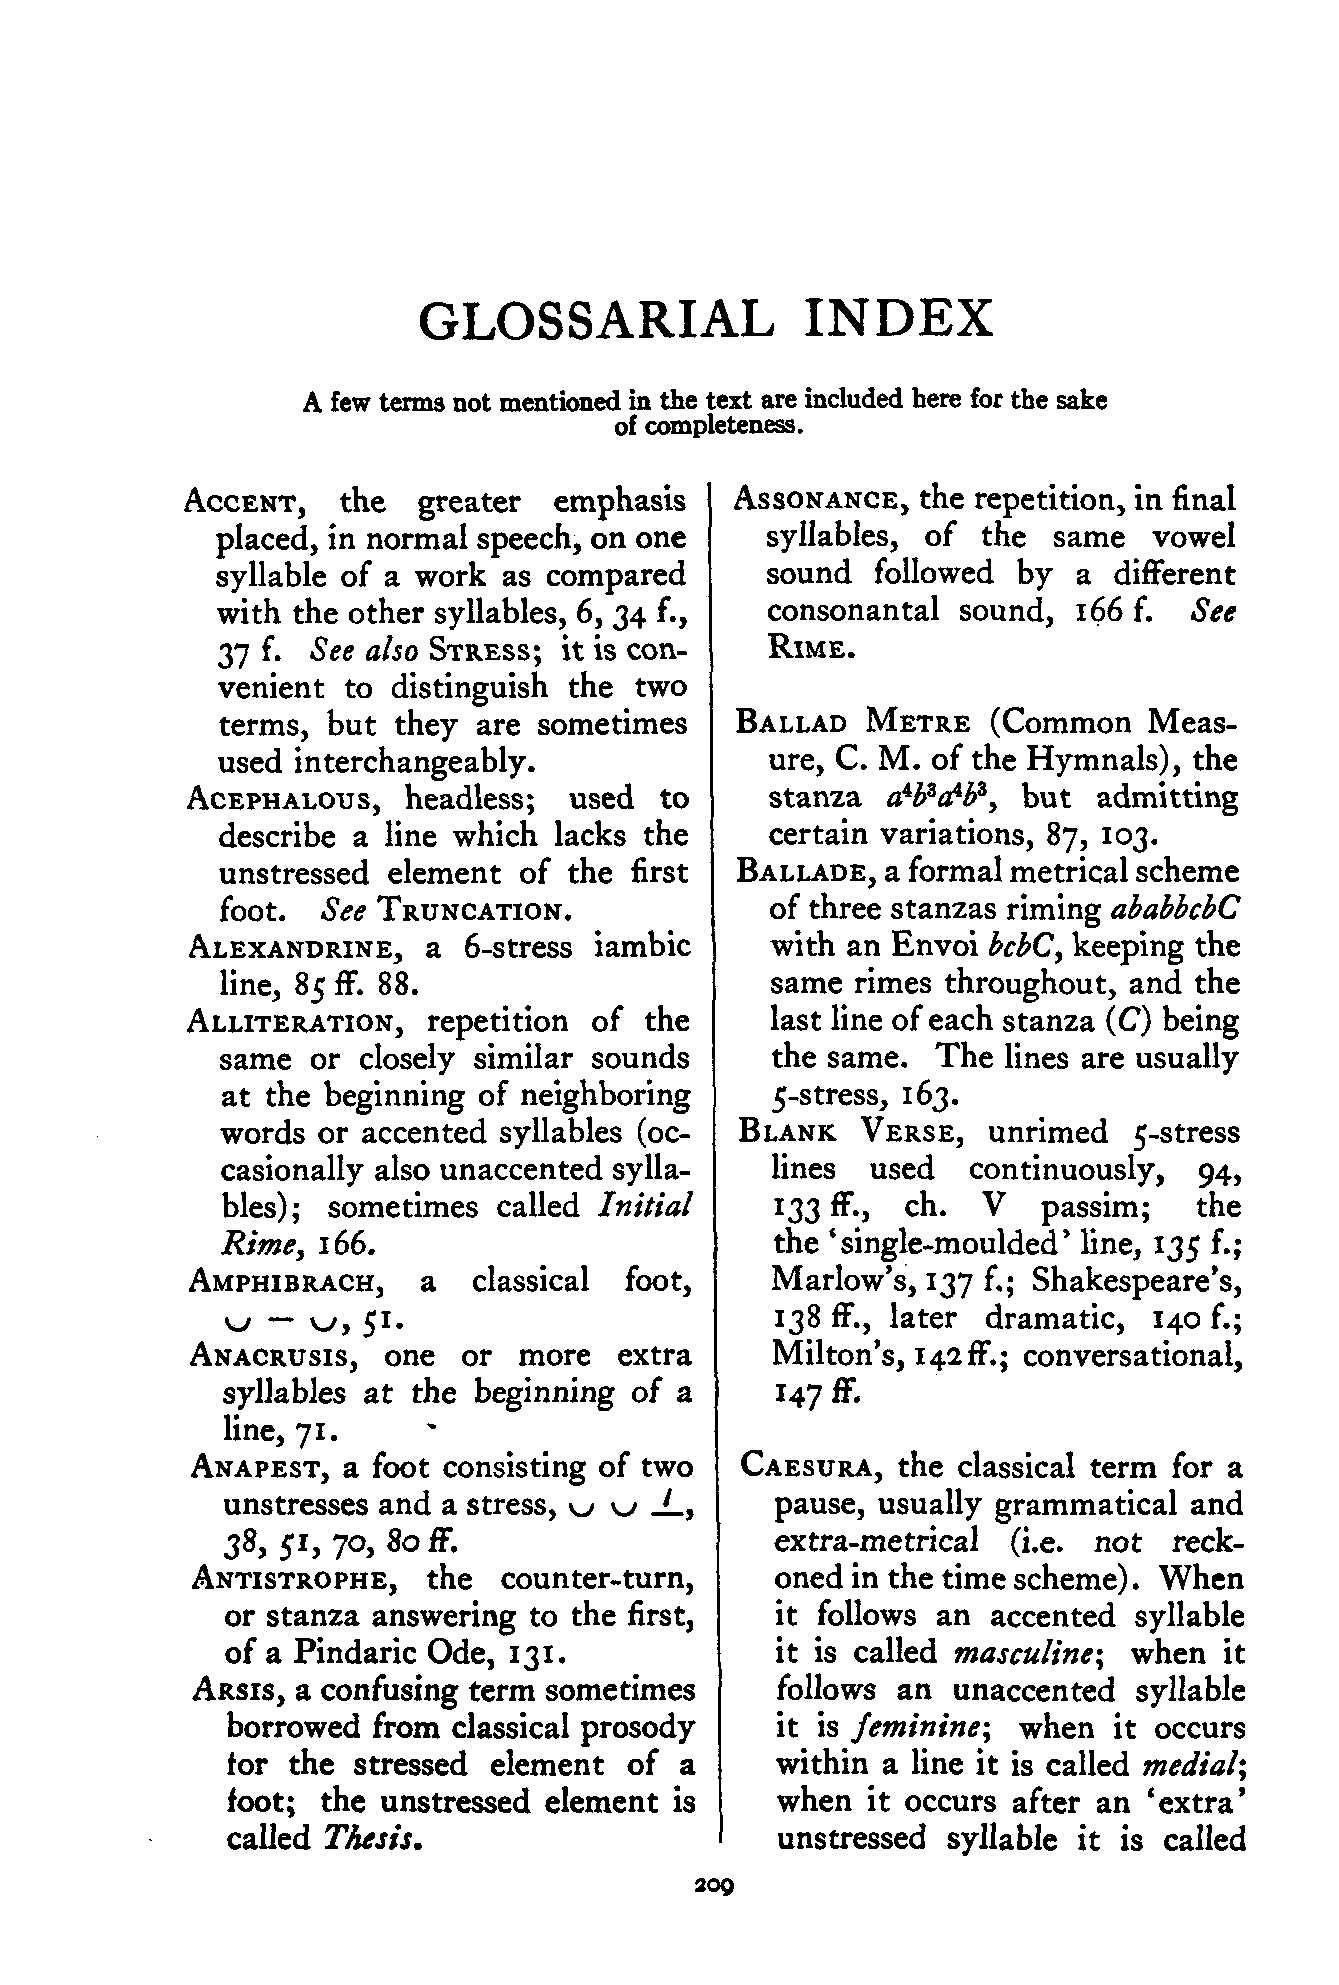 GLOSSARIAL INDEX
A few terms not mentioned in the text are included here for the sake
of completeness.
Accent, the greater emphasis
placed, in normal speech, on one
syllable of a work as compared
with the other syllables, 6, 34 f.,
37 f. See also Stress; it is con-
venient to distinguish the two
terms, but they are sometimes
used interchangeably.
Acephalous, headless; used to
describe a line which lacks the
unstressed element of the first
foot. See Truncation.
Alexandrine, a 6-stress iambic
line, 85 ff. 88.
Alliteration, repetition of the
same or closely similar sounds
at the beginning of neighboring
words or accented syllables (oc-
casionally also unaccented sylla-
bles); sometimes called Initial
Rime, 166.
Amphibrach, a classical foot,
◡ — ◡, 51.
Anacrusis, one or more extra
syllables at the beginning of a
line, 71.
Anapest, a foot consisting of two
unstresses and a stress, ◡ ◡ _́_,
38, 51, 70, 80 ff.
Antistrophe, the counter-turn,
or stanza answering to the first,
of a Pindaric Ode, 131.
Arsis, a confusing term sometimes
borrowed from classical prosody
for the stressed element of a
foot; the unstressed element is
called Thesis.
Assonance, the repetition, in final
syllables, of the same vowel
sound followed by a different
consonantal sound, 166 f. See
Rime.
Ballad Metre (Common Meas-
ure, C. M. of the Hymnals), the
stanza a⁴b³a⁴b³, but admitting
certain variations, 87, 103.
Ballade, a formal metrical scheme
of three stanzas riming ababbcbC
with an Envoi bcbC, keeping the
same rimes throughout, and the
last line of each stanza (C) being
the same. The lines are usually
5-stress, 163.
Blank Verse, unrimed 5-stress
lines used continuously, 94,
133 ff., ch. V passim; the
the ‘single-moulded’ line, 135 f.;
Marlow's, 137 f.; Shakespeare's,
138 ff., later dramatic, 140 f.;
Milton's, 142 ff.; conversational,
147 ff.
Caesura, the classical term for a
pause, usually grammatical and
extra-metrical (i.e. not reck-
oned in the time scheme). When
it follows an accented syllable
it is called masculine; when it
follows an unaccented syllable
it is feminine; when it occurs
within a line it is called medial;
when it occurs after an ‘extra’
unstressed syllable it is called
209